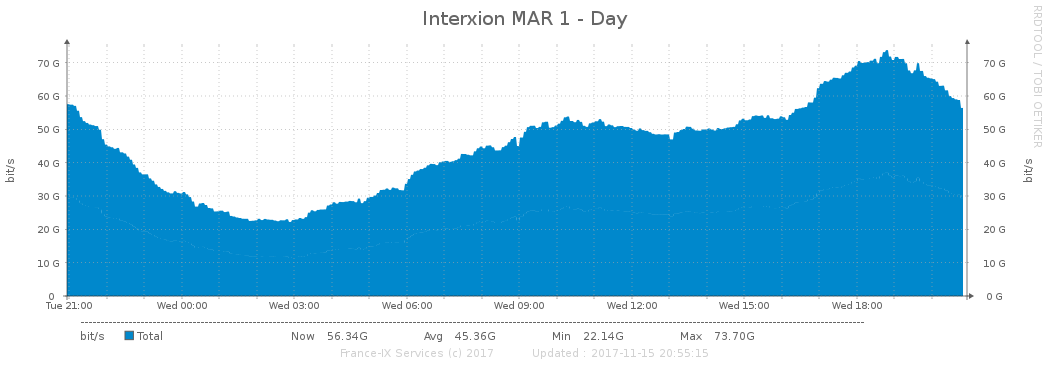 Interxion MAR 1 - Day
RRDTOOL / TOBI OETIKER
bit/s
70 G 70 G
60 G 60 G
50 G 50 G
40 G 40 G
30 G 30 G
20 G 20 G
10 G 10 G
0 0 G
bit/s
Tue 21:00 Wed 00:00 Wed 03:00 Wed 06:00 Wed 09:00 Wed 12:00 Wed 15:00 Wed 18:00
bit/s Total Now 56.34G Avg 45.36G Min 22.14G Max 73.70G
France-IX Services (c) 2017 Updated : 2017-11-15 20:55:15